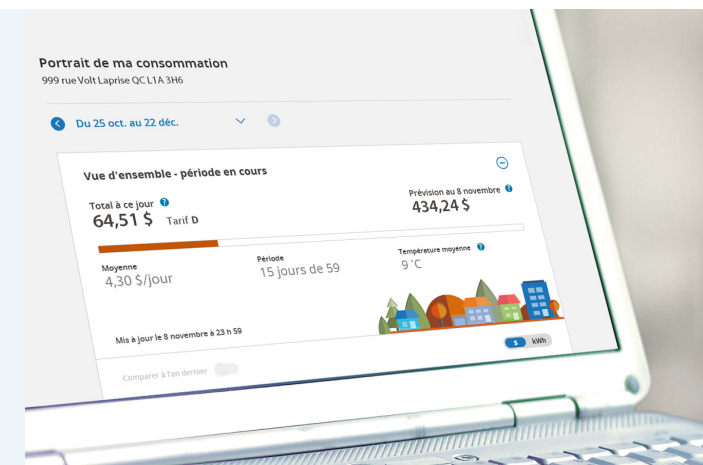 Portrait de ma consommation
999 rue Volt Laprise QC L1A 3H6
Du 25 oct. au 22 déc.
Vue d'ensemble - période en cours
Total à ce jour ?
64,51 $ Tarif D
Prévision au 8 novembre ?
434,24 $
Moyenne
4,30 $/jour
Période
15 jours de 59
Température moyenne ?
9 °C
Mis à jour le 8 novembre à 23 h 59
Comparer à l'an dernier
$ kWh